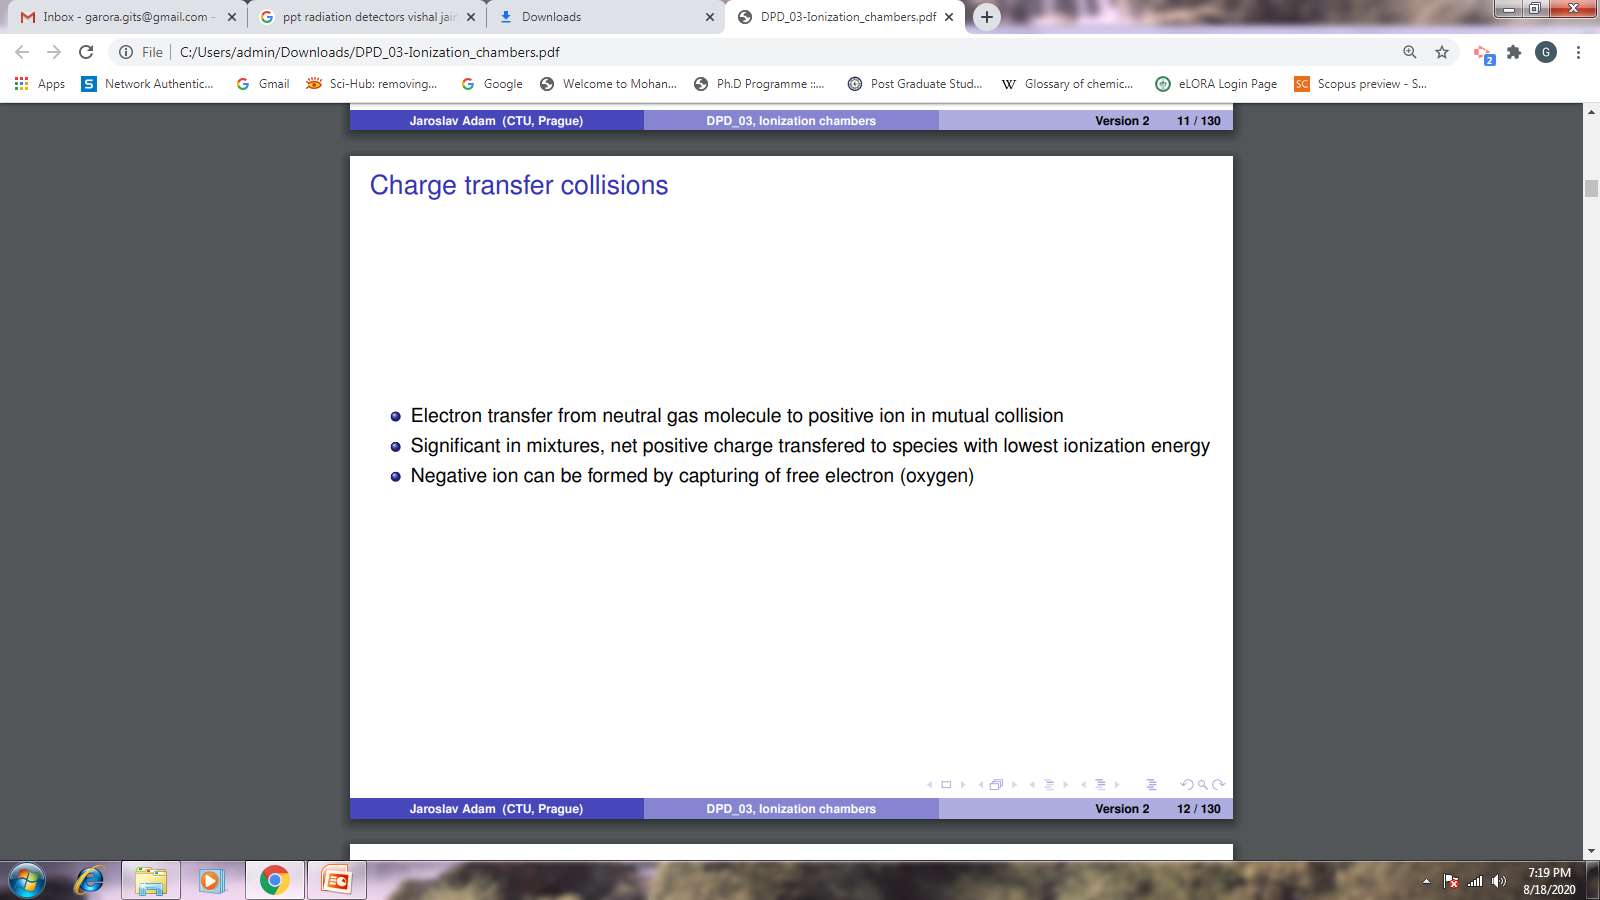 Inbox - garora.gits@gmail.com -
ppt radiation detectors vishal jain
Downloads
DPD_03-Ionization_chambers.pdf
File
C:/Users/admin/Downloads/DPD_03-Ionization_chambers.pdf
2
G
Apps
S
Network Authentic...
Gmail
Sci-Hub: removing...
Google
Welcome to Mohan...
Ph.D Programme ::...
Post Graduate Stud...
W
Glossary of chemic...
eLORA Login Page
SC
Scopus preview - S...
Jaroslav Adam (CTU, Prague)
DPD_03, Ionization chambers
Version 2
11 / 130
Charge transfer collisions
Electron transfer from neutral gas molecule to positive ion in mutual collision
Significant in mixtures, net positive charge transfered to species with lowest ionization energy
Negative ion can be formed by capturing of free electron (oxygen)
Jaroslav Adam (CTU, Prague)
DPD_03, Ionization chambers
Version 2
12 / 130
7:19 PM
8/18/2020